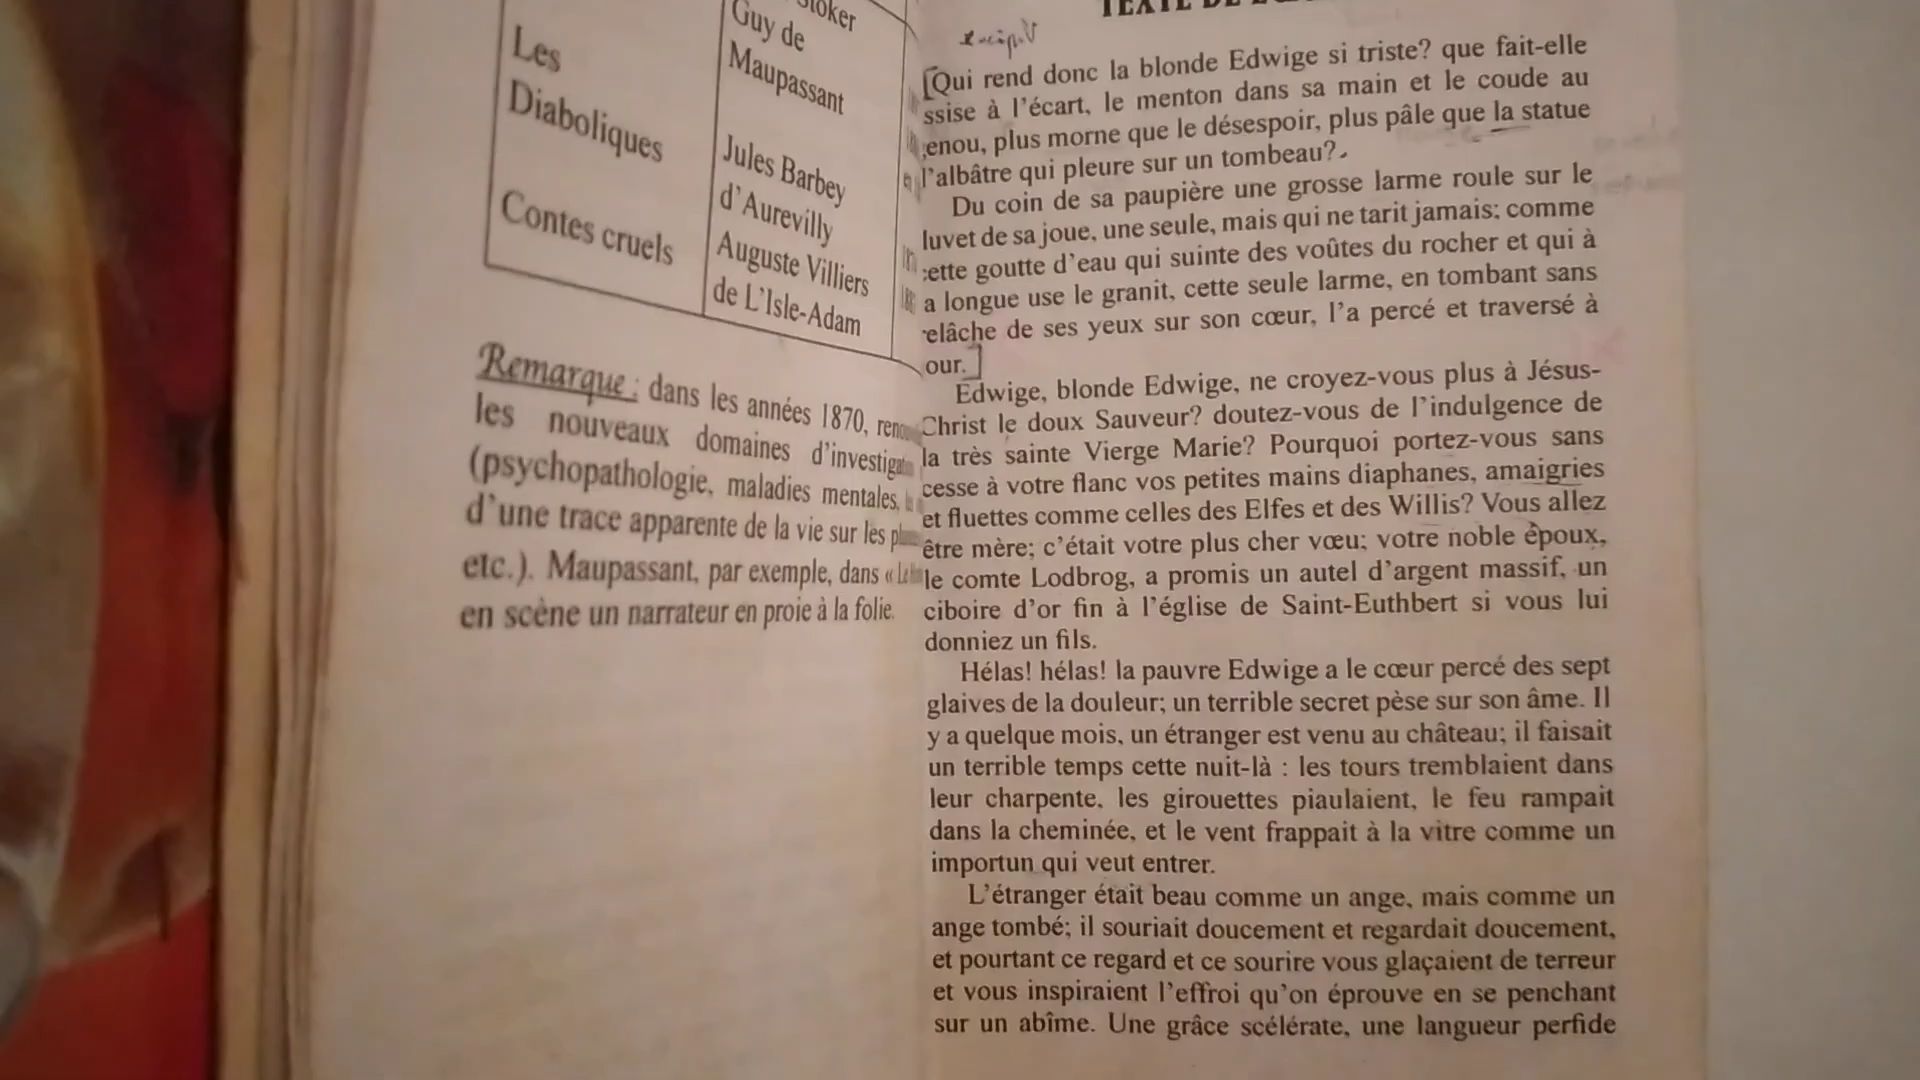 Stoker
Guy de
Maupassant
Les
Diaboliques
Jules Barbey
d'Aurevilly
Contes cruels
Auguste Villiers
de L'Isle-Adam
Remarque : dans les années 1870,
les nouveaux domaines
(psychopathologie, maladies mentales,
d'une trace apparente de la vie sur les
etc.). Maupassant, par exemple, dans «
en scène un narrateur en proie à la folie.
TEXTE DE
[Qui rend donc la blonde Edwige si triste? que fait-elle
ssise à l'écart, le menton dans sa main et le coude au
enou, plus morne que le désespoir, plus pâle que la statue
l'albâtre qui pleure sur un tombeau?
Du coin de sa paupière une grosse larme roule sur le
luvet de sa joue, une seule, mais qui ne tarit jamais; comme
cette goutte d'eau qui suinte des voûtes du rocher et qui à
a longue use le granit, cette seule larme, en tombant sans
elâche de ses yeux sur son cœur, l'a percé et traversé à
our.]
Edwige, blonde Edwige, ne croyez-vous plus à Jésus-
Christ le doux Sauveur? doutez-vous de l'indulgence de
la très sainte Vierge Marie? Pourquoi portez-vous sans
cesse à votre flanc vos petites mains diaphanes, amaigries
et fluettes comme celles des Elfes et des Willis? Vous allez
être mère; c'était votre plus cher vœu; votre noble époux,
le comte Lodbrog, a promis un autel d'argent massif, un
ciboire d'or fin à l'église de Saint-Euthbert si vous lui
donniez un fils.
Hélas! hélas! la pauvre Edwige a le cœur percé des sept
glaives de la douleur; un terrible secret pèse sur son âme. Il
y a quelque mois, un étranger est venu au château; il faisait
un terrible temps cette nuit-là : les tours tremblaient dans
leur charpente, les girouettes piaulaient, le feu rampait
dans la cheminée, et le vent frappait à la vitre comme un
importun qui veut entrer.
L'étranger était beau comme un ange, mais comme un
ange tombé; il souriait doucement et regardait doucement,
et pourtant ce regard et ce sourire vous glaçaient de terreur
et vous inspiraient l'effroi qu'on éprouve en se penchant
sur un abîme. Une grâce scélérate, une langueur perfide